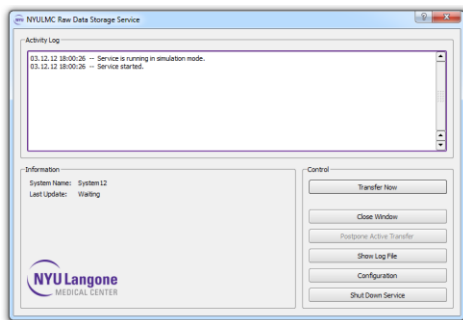 NYU NYULMC Raw Data Storage Service
Activity Log
03.12.12 18:00:26 -- Service is running in simulation mode.
03.12.12 18:00:26 -- Service started.
Information
System Name: System12
Last Update: Waiting
NYU Langone
MEDICAL CENTER
Control
Transfer Now
Close Window
Postpone Active Transfer
Show Log File
Configuration
Shut Down Service